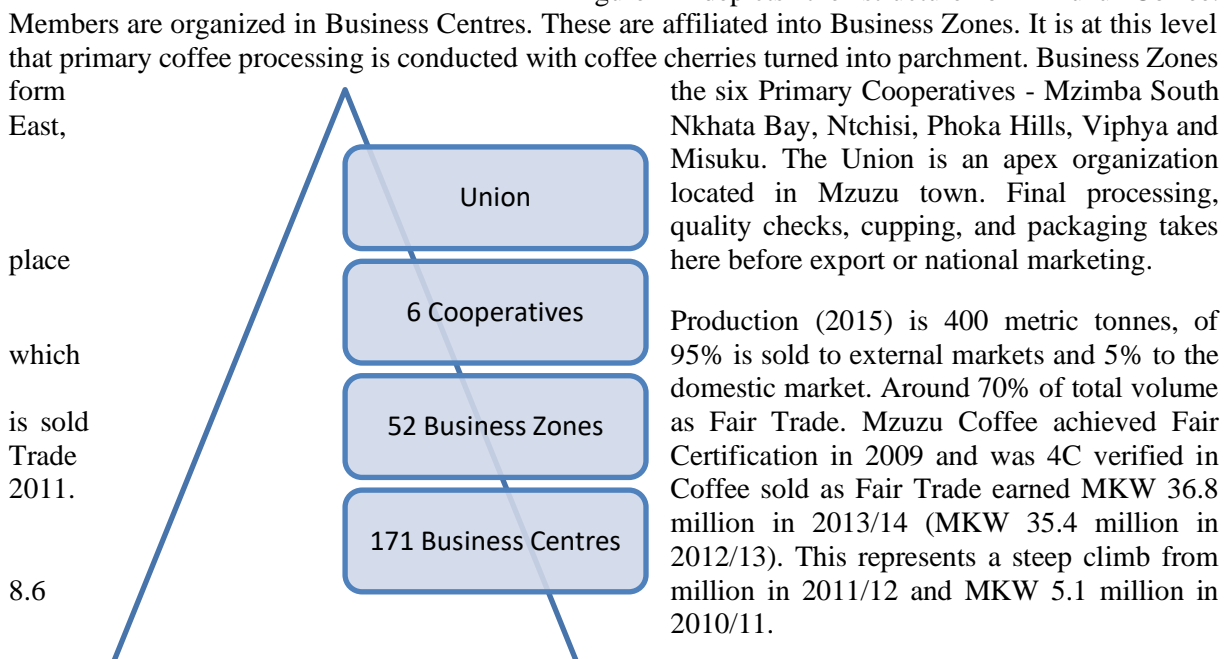 depicts the structure of
Members are organized in Business Centres. These are affiliated into Business Zones. It is at this level
that primary coffee processing is conducted with coffee cherries turned into parchment. Business Zones
form the six Primary Cooperatives - Mzimba South
East, Nkhata Bay, Ntchisi, Phoka Hills, Viphya and
Misuku. The Union is an apex organization
located in Mzuzu town. Final processing,
quality checks, cupping, and packaging takes
place here before export or national marketing.
Production (2015) is 400 metric tonnes, of
which 95% is sold to external markets and 5% to the
domestic market. Around 70% of total volume
is sold as Fair Trade. Mzuzu Coffee achieved Fair
Trade Certification in 2009 and was 4C verified in
2011. Coffee sold as Fair Trade earned MKW 36.8
million in 2013/14 (MKW 35.4 million in
2012/13). This represents a steep climb from
8.6 million in 2011/12 and MKW 5.1 million in
2010/11.
Union
6 Cooperatives
52 Business Zones
171 Business Centres